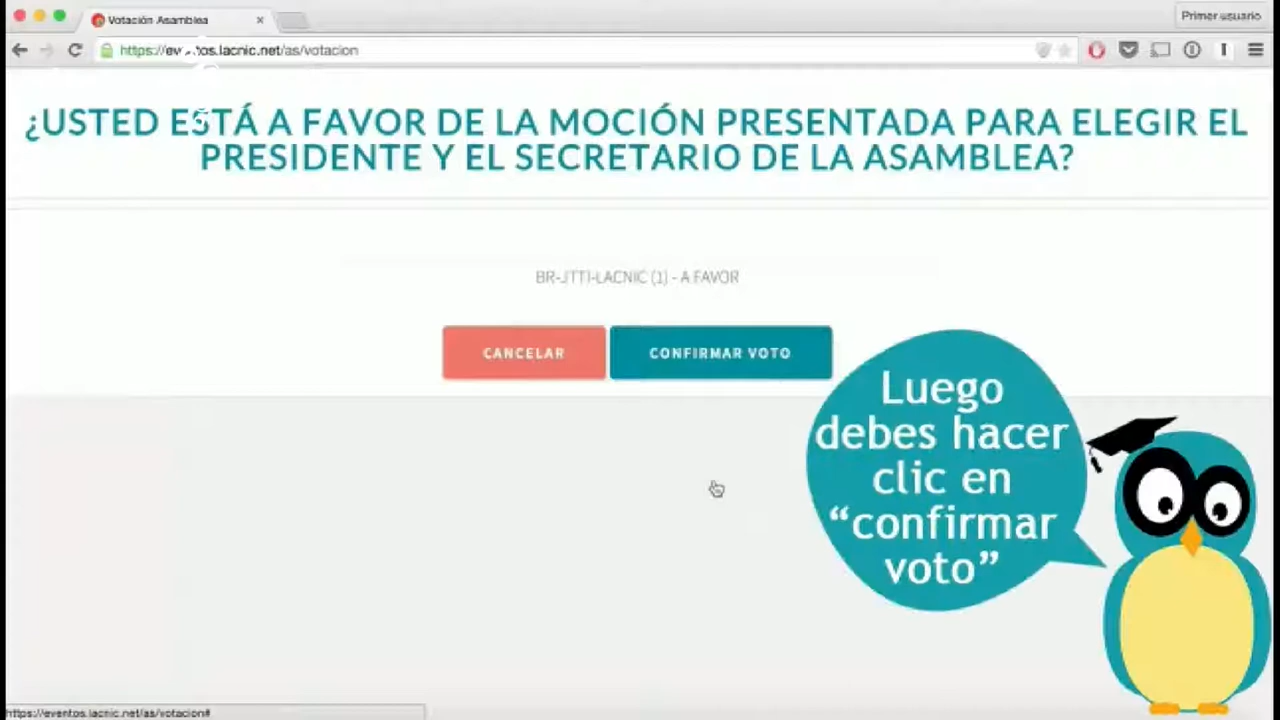 Votación Asamblea
Primer usuario
https://eventos.lacnic.net/as/votacion
¿USTED ESTÁ A FAVOR DE LA MOCIÓN PRESENTADA PARA ELEGIR EL
PRESIDENTE Y EL SECRETARIO DE LA ASAMBLEA?
BR-JTTI-LACNIC (1) - A FAVOR
CANCELAR
CONFIRMAR VOTO
Luego
debes hacer
clic en
“confirmar
voto”
https://eventos.lacnic.net/as/votacion#